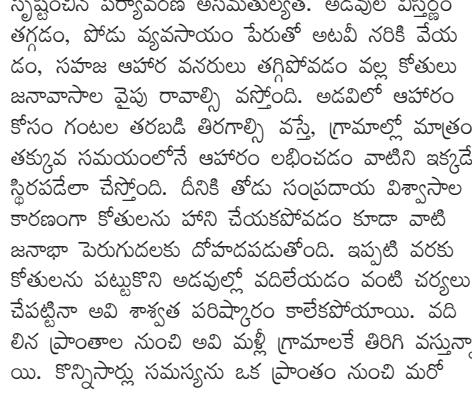 సృష్టించిన పర్యావరణ అసమతుల్యత. అడవుల విస్తీర్ణం
తగ్గడం, పోడు వ్యవసాయం పేరుతో అటవీ నరికి వేయ
డం, సహజ ఆహార వనరులు తగ్గిపోవడం వల్ల కోతులు
జనావాసాల వైపు రావాల్సి వస్తోంది. అడవిలో ఆహారం
కోసం గంటల తరబడి తిరగాల్సి వస్తే, గ్రామాల్లో మాత్రం
తక్కువ సమయంలోనే ఆహారం లభించడం వాటిని ఇక్కడే
స్థిరపడేలా చేస్తోంది. దీనికి తోడు సంప్రదాయ విశ్వాసాల
కారణంగా కోతులను హాని చేయకపోవడం కూడా వాటి
జనాభా పెరుగుదలకు దోహదపడుతోంది. ఇప్పటి వరకు
కోతులను పట్టుకొని అడవుల్లో వదిలేయడం వంటి చర్యలు
చేపట్టినా అవి శాశ్వత పరిష్కారం కాలేకపోయాయి. వది
లిన ప్రాంతాల నుంచి అవి మళ్లీ గ్రామాలకే తిరిగి వస్తున్నా
యి. కొన్నిసార్లు సమస్యను ఒక ప్రాంతం నుంచి మరో